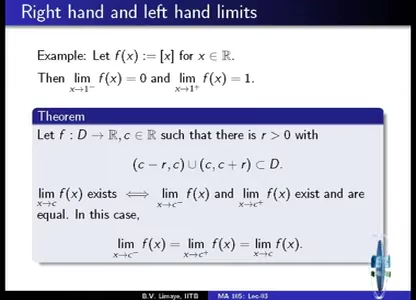 Right hand and left hand limits
Example: Let f(x) := [x] for x ∈ ℝ.
Then lim_{x→1⁻} f(x) = 0 and lim_{x→1⁺} f(x) = 1.
Theorem
Let f : D → ℝ, c ∈ ℝ such that there is r > 0 with
(c − r, c) ∪ (c, c + r) ⊂ D.
lim_{x→c} f(x) exists ⟺ lim_{x→c⁻} f(x) and lim_{x→c⁺} f(x) exist and are
equal. In this case,
lim_{x→c⁻} f(x) = lim_{x→c⁺} f(x) = lim_{x→c} f(x).
B.V. Limaye, IITB MA 105: Lec-03